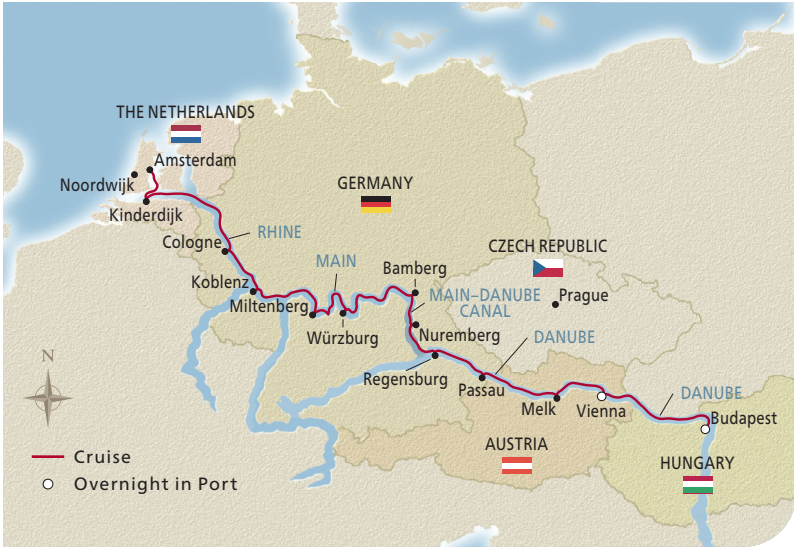 THE NETHERLANDS
Amsterdam
Noordwijk
Kinderdijk
GERMANY
RHINE
Cologne
CZECH REPUBLIC
MAIN
Bamberg
Koblenz
Miltenberg
MAIN–DANUBE
CANAL
Prague
Würzburg
Nuremberg
DANUBE
N
Regensburg
Passau
DANUBE
Melk
Vienna
Budapest
AUSTRIA
HUNGARY
Cruise
Overnight in Port